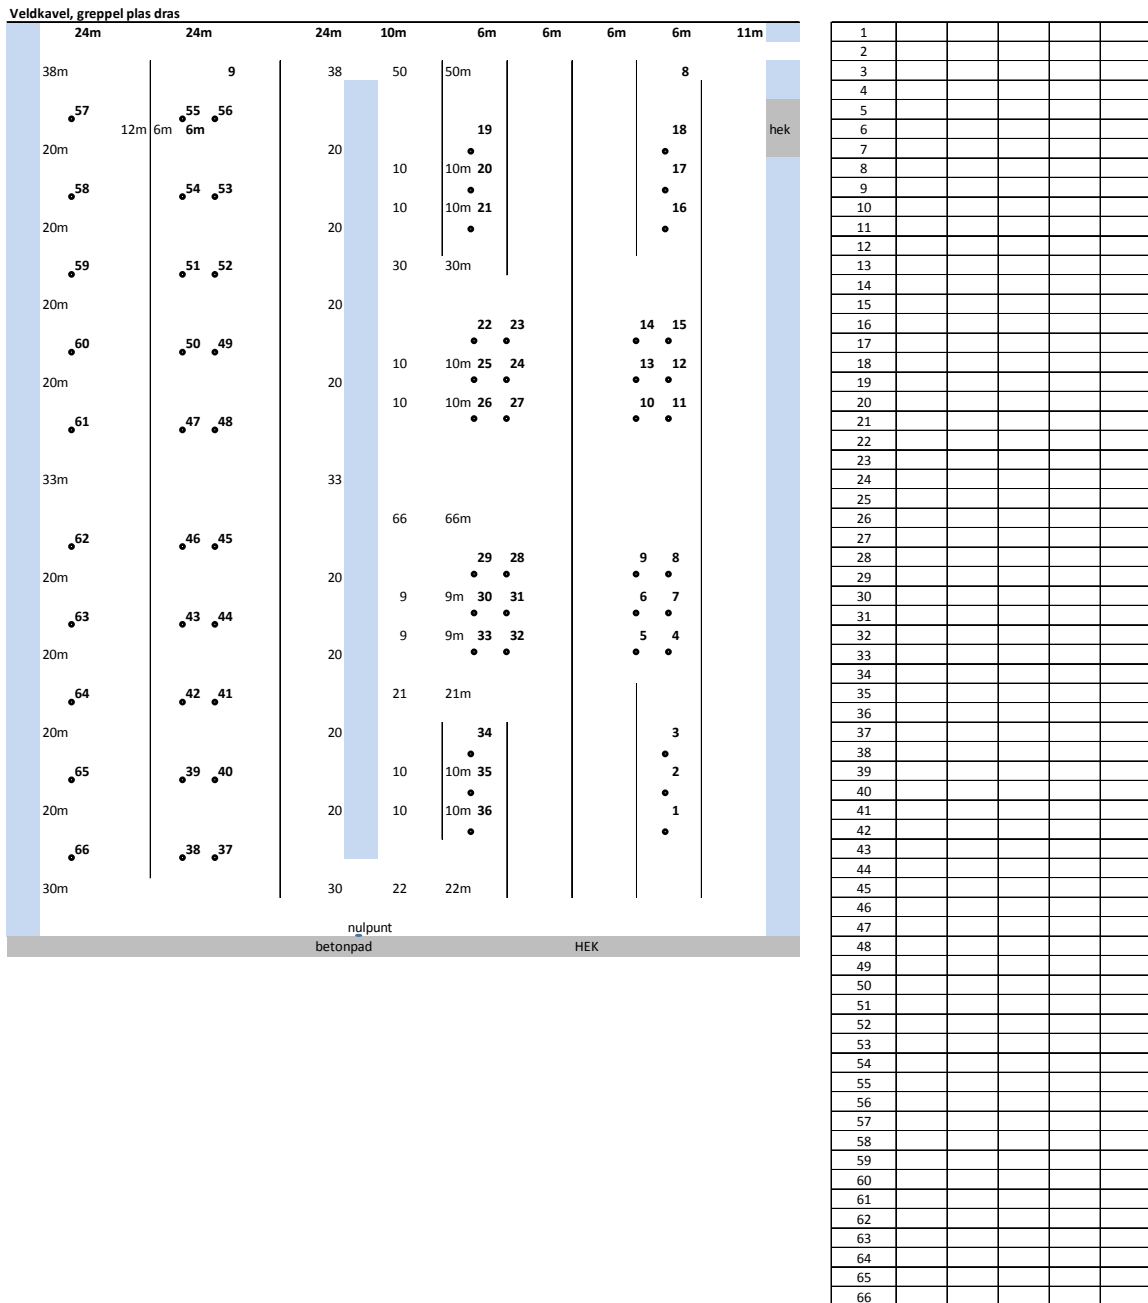 Veldkavel, greppel plas dras
24m 24m 24m 10m 6m 6m 6m 6m 11m
38m 9 38 50 50m 8
57 55 56
12m 6m 6m 19 18 hek
20m 20
10 10m 20 17
58 54 53
10 10m 21 16
20m 20
59 51 52 30 30m
20m 20
22 23 14 15
60 50 49
10 10m 25 24 13 12
20m 20
10 10m 26 27 10 11
61 47 48
33m 33
66 66m
62 46 45
29 28 9 8
20m 20
9 9m 30 31 6 7
63 43 44
9 9m 33 32 5 4
20m 20
64 42 41 21 21m
20m 20 34 3
65 39 40 10 10m 35 2
20m 20 10 10m 36 1
66 38 37
30m 30 22 22m
nulpunt
betonpad HEK
1
2
3
4
5
6
7
8
9
10
11
12
13
14
15
16
17
18
19
20
21
22
23
24
25
26
27
28
29
30
31
32
33
34
35
36
37
38
39
40
41
42
43
44
45
46
47
48
49
50
51
52
53
54
55
56
57
58
59
60
61
62
63
64
65
66